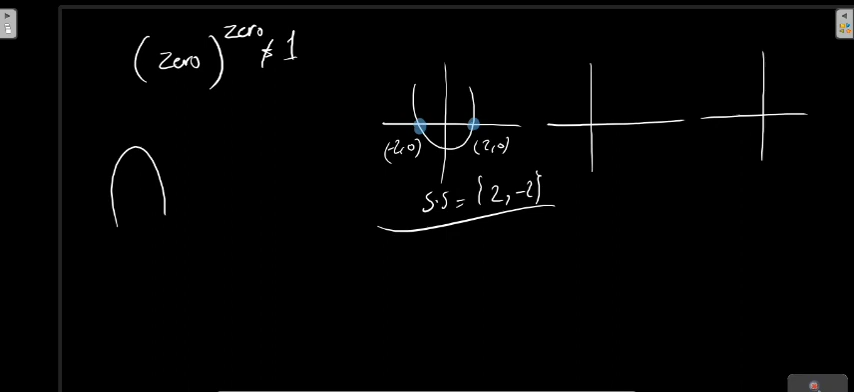 (zero)^zero ≠ 1
(-2,0) (2,0)
S.S = {2, -2}